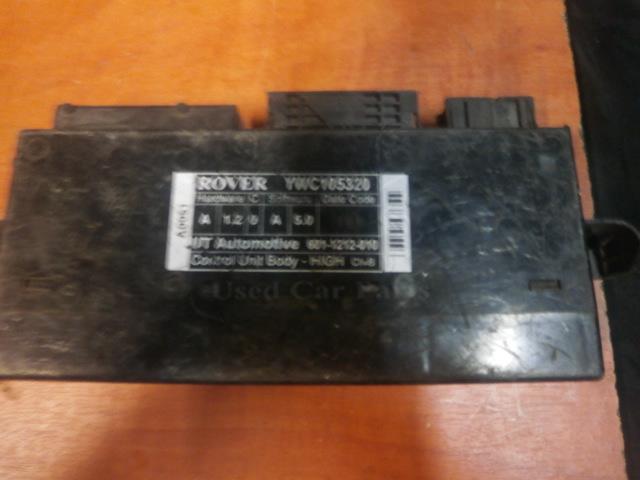 ROVER YWC105320
Hardware IC Software Date Code
A 1.2 6 A 5.0
UT Automotive 601-1212-010
Control Unit Body - HIGH
Used Car Parts